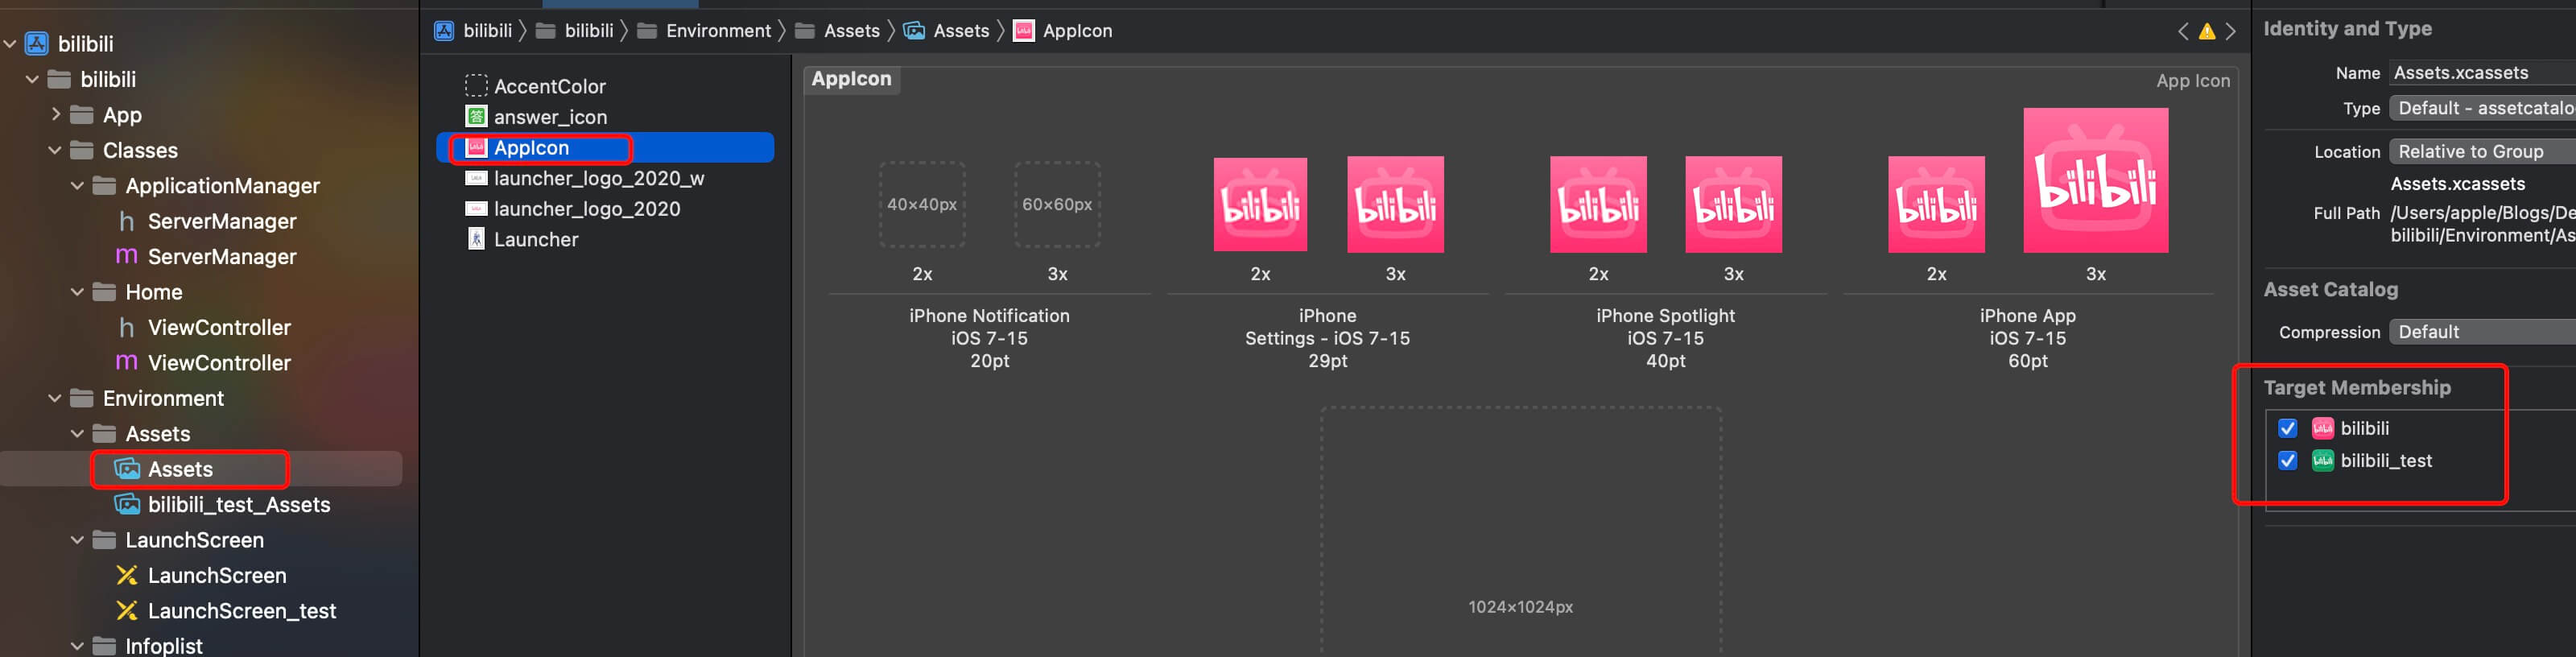 bilibili
bilibili
App
Classes
ApplicationManager
h ServerManager
m ServerManager
Home
h ViewController
m ViewController
Environment
Assets
Assets
bilibili_test_Assets
LaunchScreen
LaunchScreen
LaunchScreen_test
Infoplist
bilibili bilibili Environment Assets Assets AppIcon
AccentColor
答 answer_icon
AppIcon
launcher_logo_2020_w
launcher_logo_2020
Launcher
AppIcon App Icon
40×40px 60×60px bilibili bilibili bilibili bilibili bilibili bilibili
2x 3x 2x 3x 2x 3x 2x 3x
iPhone Notification
iOS 7-15
20pt
iPhone
Settings - iOS 7-15
29pt
iPhone Spotlight
iOS 7-15
40pt
iPhone App
iOS 7-15
60pt
1024×1024px
Identity and Type
Name Assets.xcassets
Type Default - assetcatalo
Location Relative to Group
Assets.xcassets
Full Path /Users/apple/Blogs/De
bilibili/Environment/As
Asset Catalog
Compression Default
Target Membership
bilibili
bilibili_test